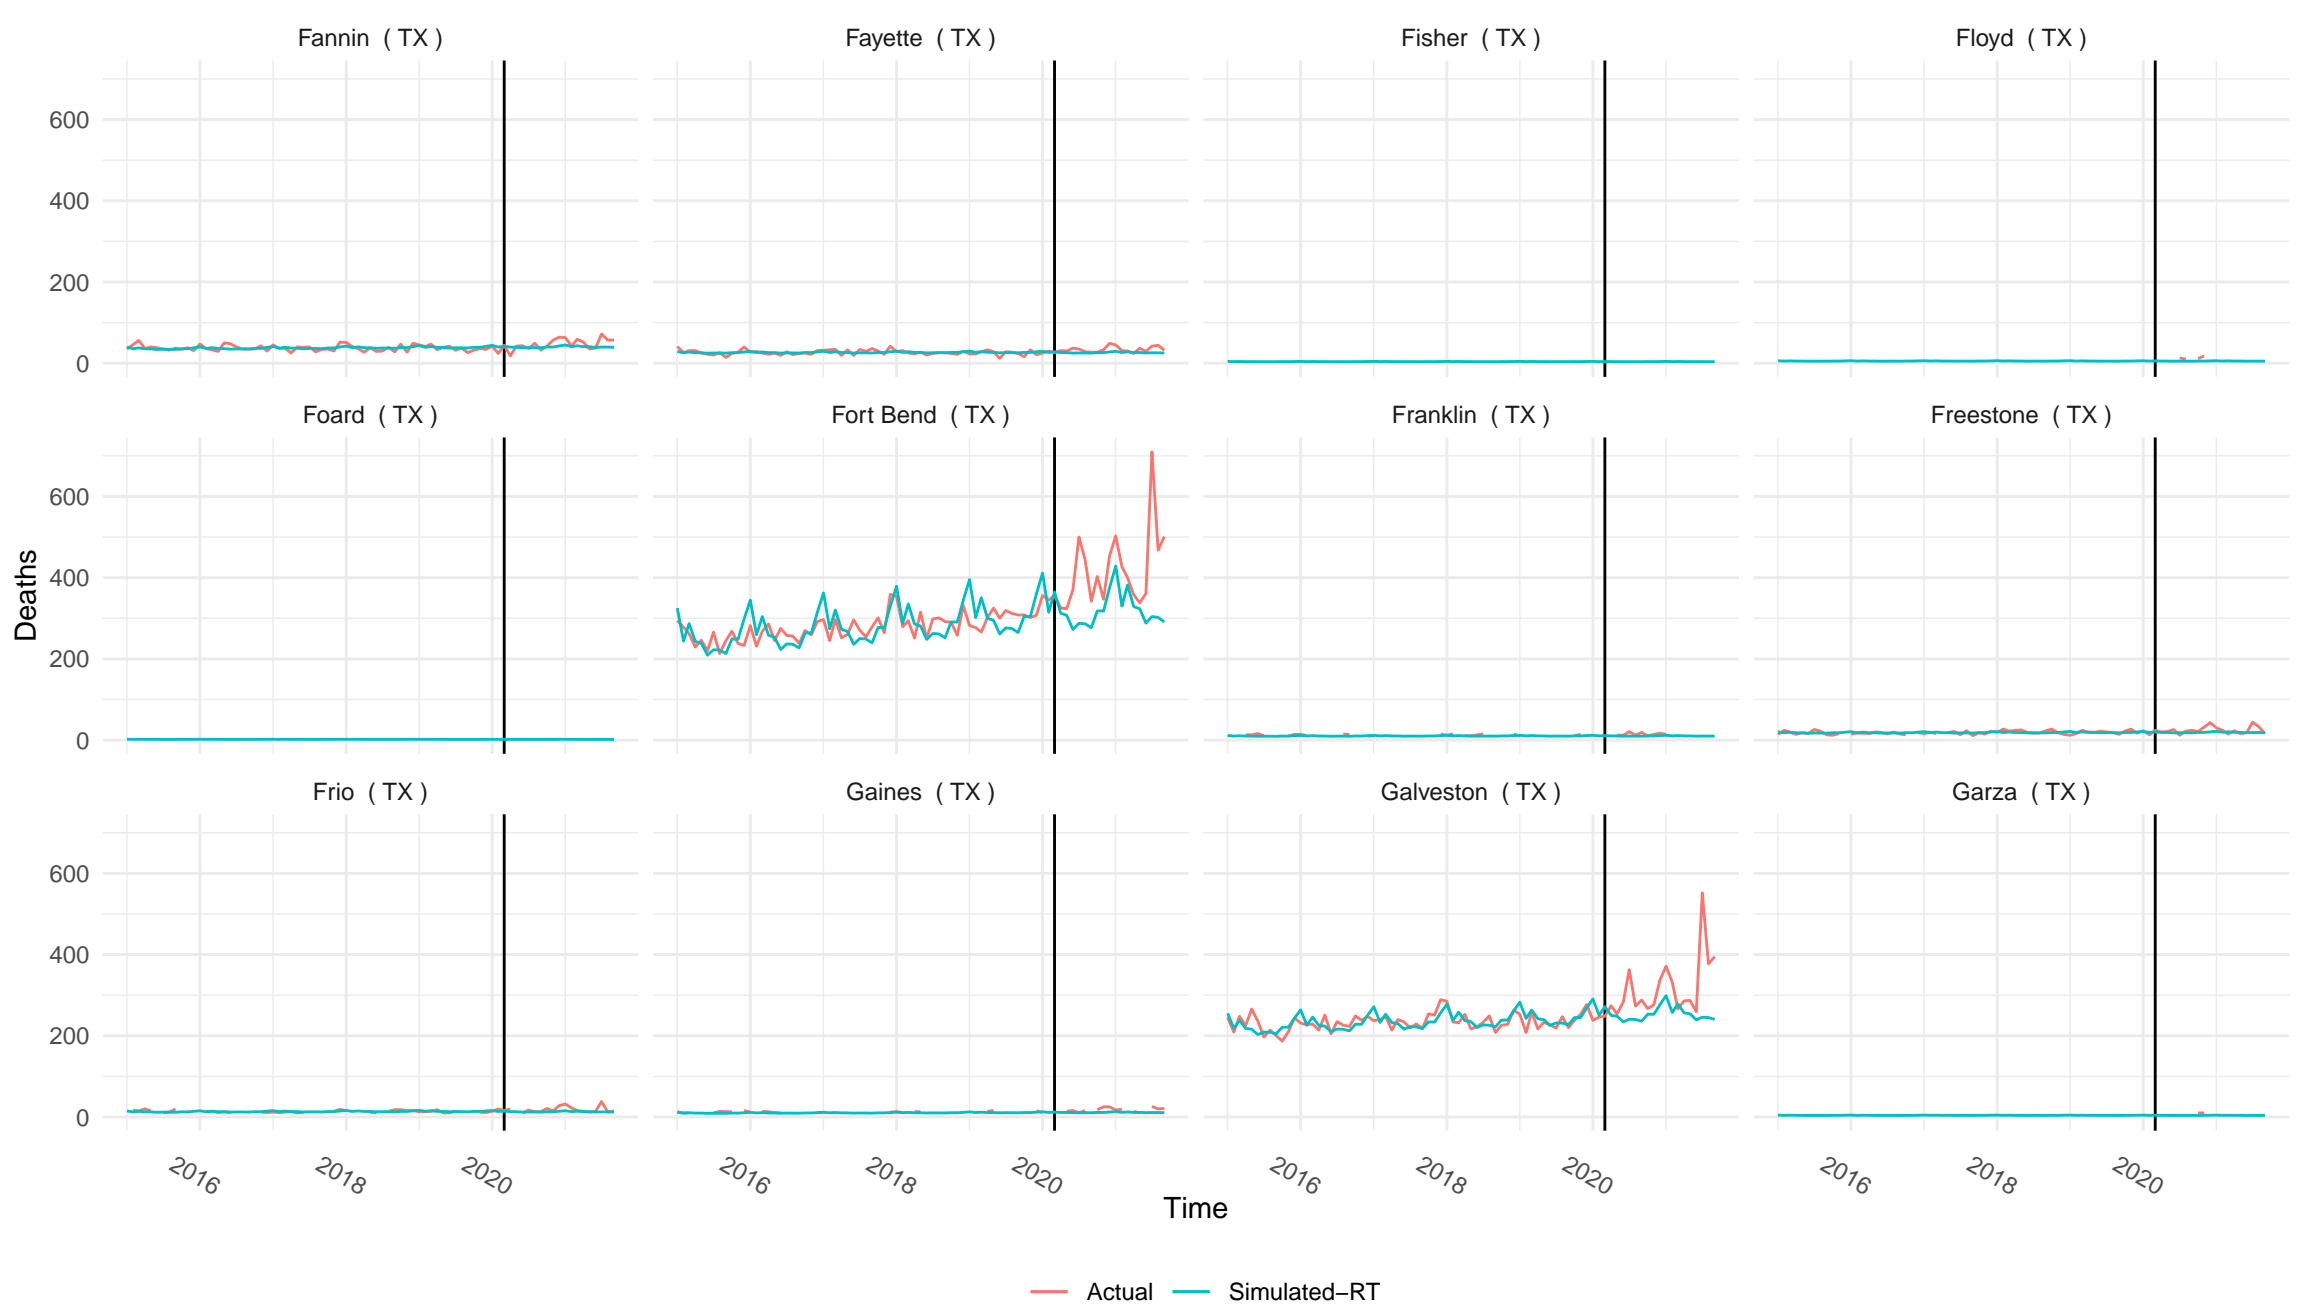 Fannin  ( TX )
Fayette  ( TX )
Fisher  ( TX )
Floyd  ( TX )
600
400
200
0
Foard  ( TX )
Fort Bend  ( TX )
Franklin  ( TX )
Freestone  ( TX )
600
400
200
0
Deaths
Frio  ( TX )
Gaines  ( TX )
Galveston  ( TX )
Garza  ( TX )
600
400
200
0
2016 2018 2020
2016 2018 2020
2016 2018 2020
2016 2018 2020
Time
Actual
Simulated−RT